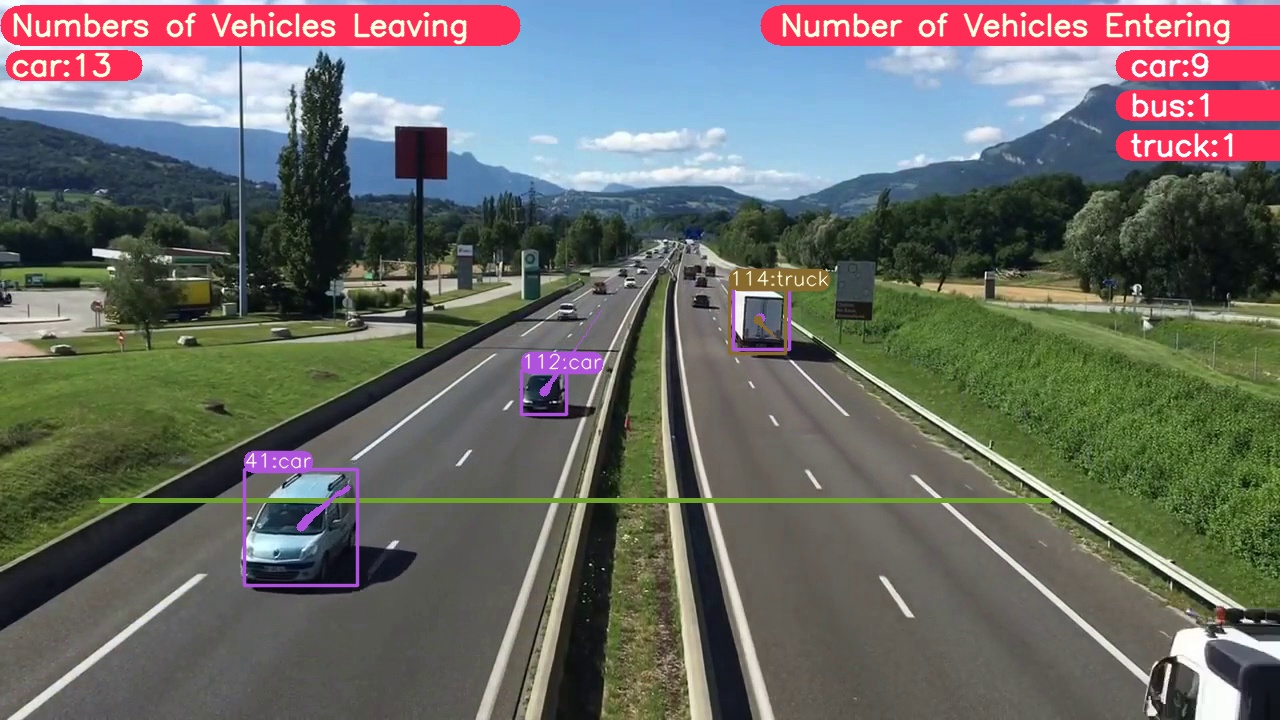 Numbers of Vehicles Leaving
Number of Vehicles Entering
car:13
car:9
bus:1
truck:1
114:truck
112:car
41:car